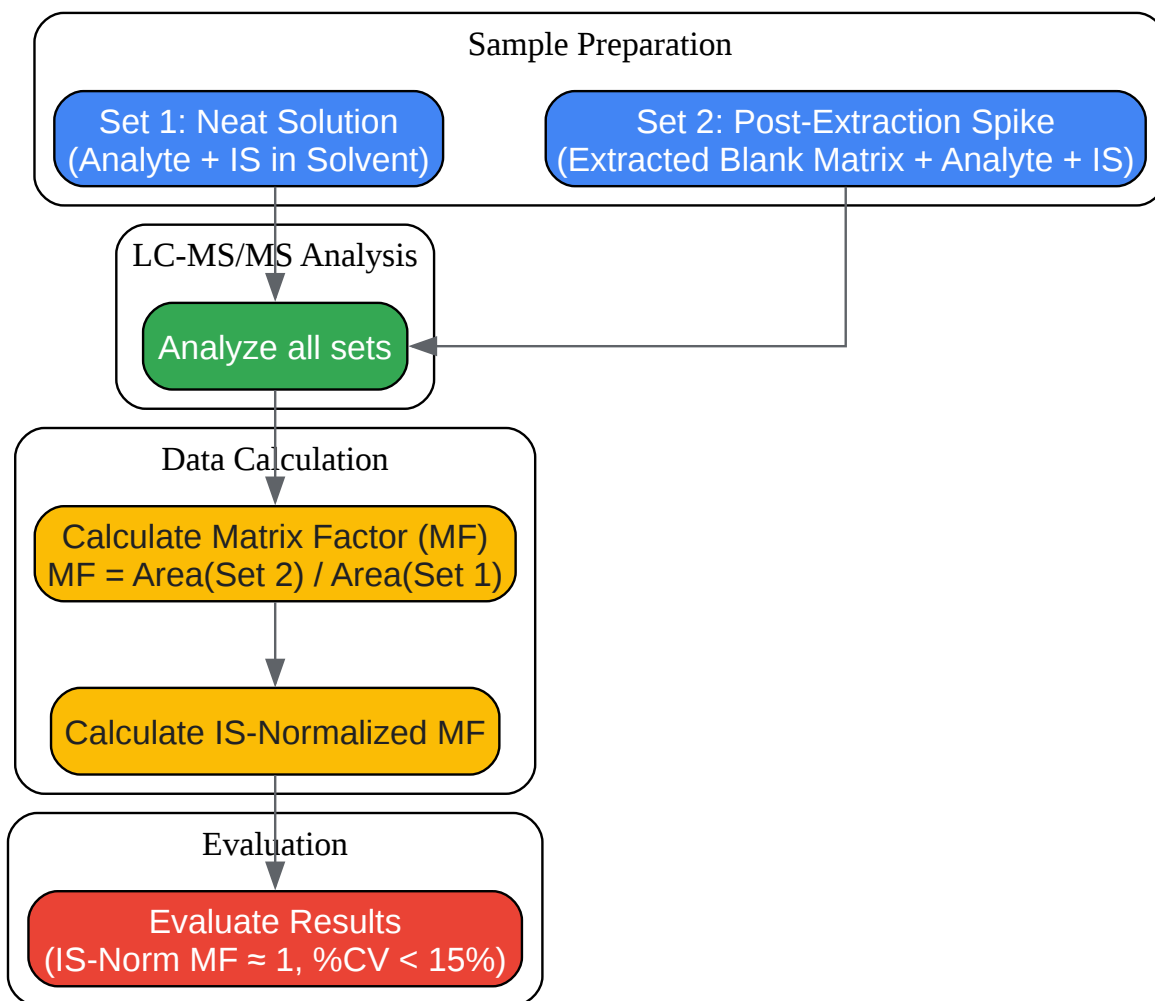 Sample Preparation
Set 1: Neat Solution
(Analyte + IS in Solvent)
Set 2: Post-Extraction Spike
(Extracted Blank Matrix + Analyte + IS)
LC-MS/MS Analysis
Analyze all sets
Data Calculation
Calculate Matrix Factor (MF)
MF = Area(Set 2) / Area(Set 1)
Calculate IS-Normalized MF
Evaluation
Evaluate Results
(IS-Norm MF ≈ 1, %CV < 15%)